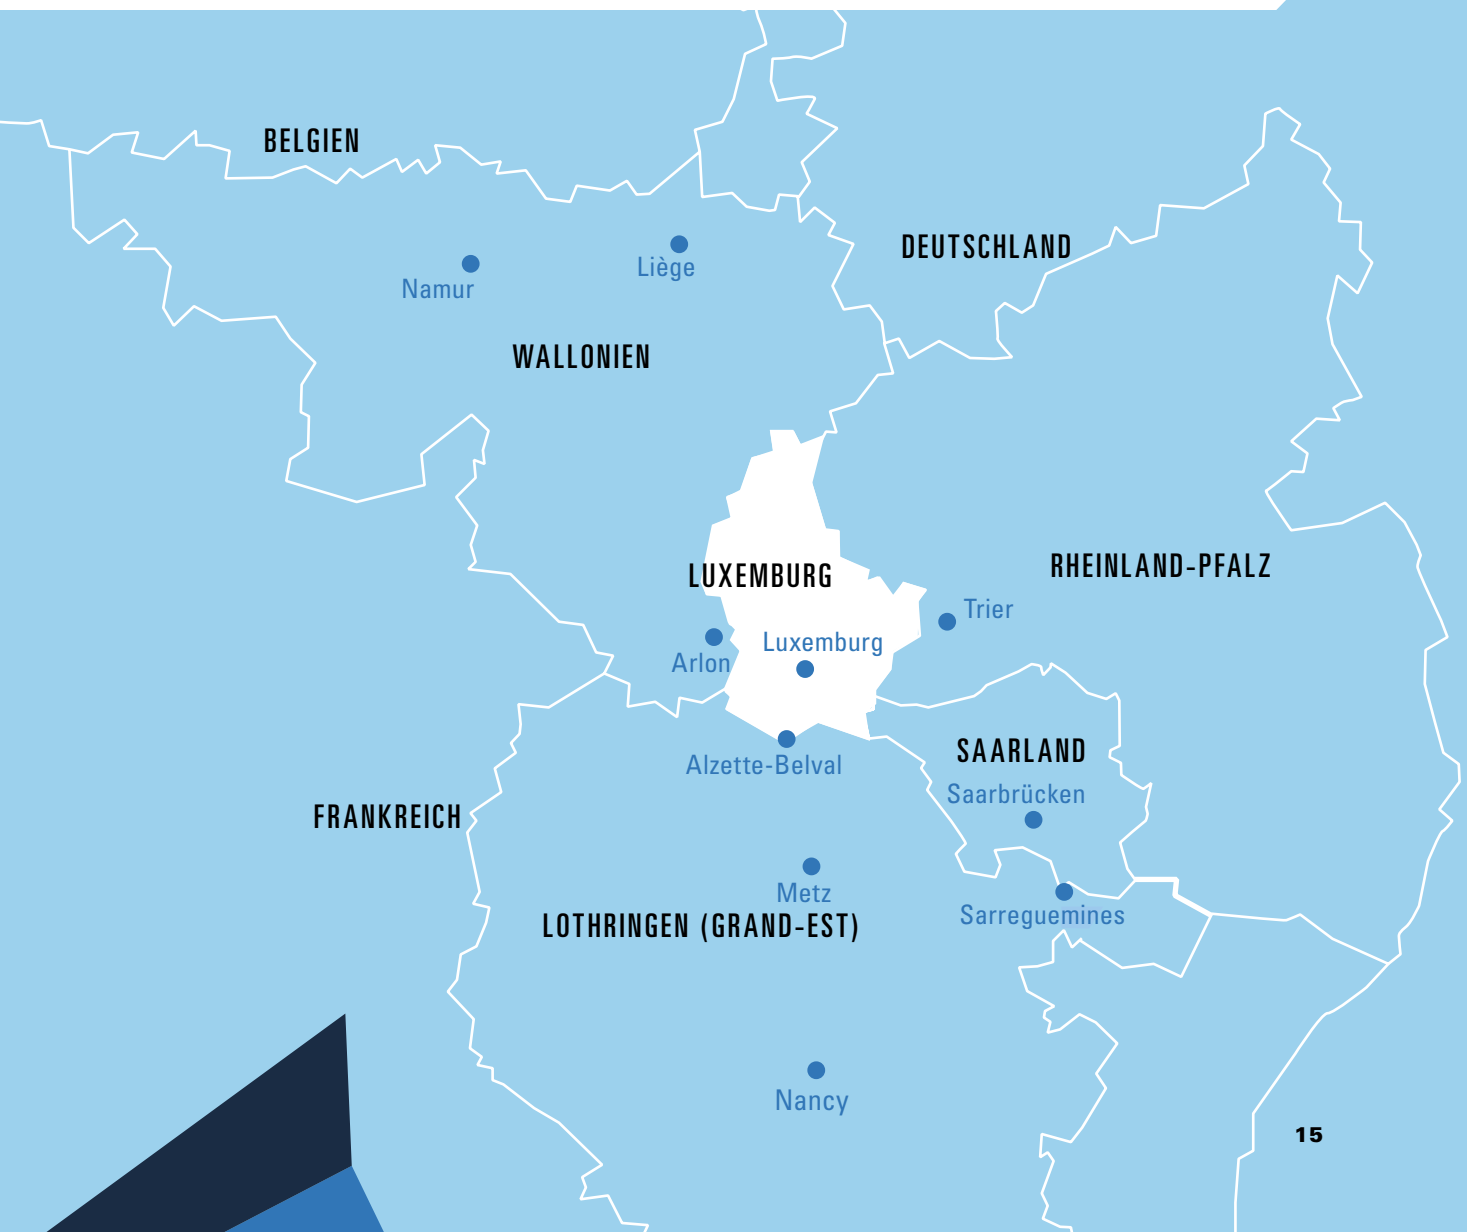 BELGIEN
DEUTSCHLAND
Liège
Namur
WALLONIEN
RHEINLAND-PFALZ
LUXEMBURG
Trier
Luxemburg
Arlon
SAARLAND
Alzette-Belval
Saarbrücken
FRANKREICH
Metz
Sarreguemines
LOTHRINGEN (GRAND-EST)
Nancy
15